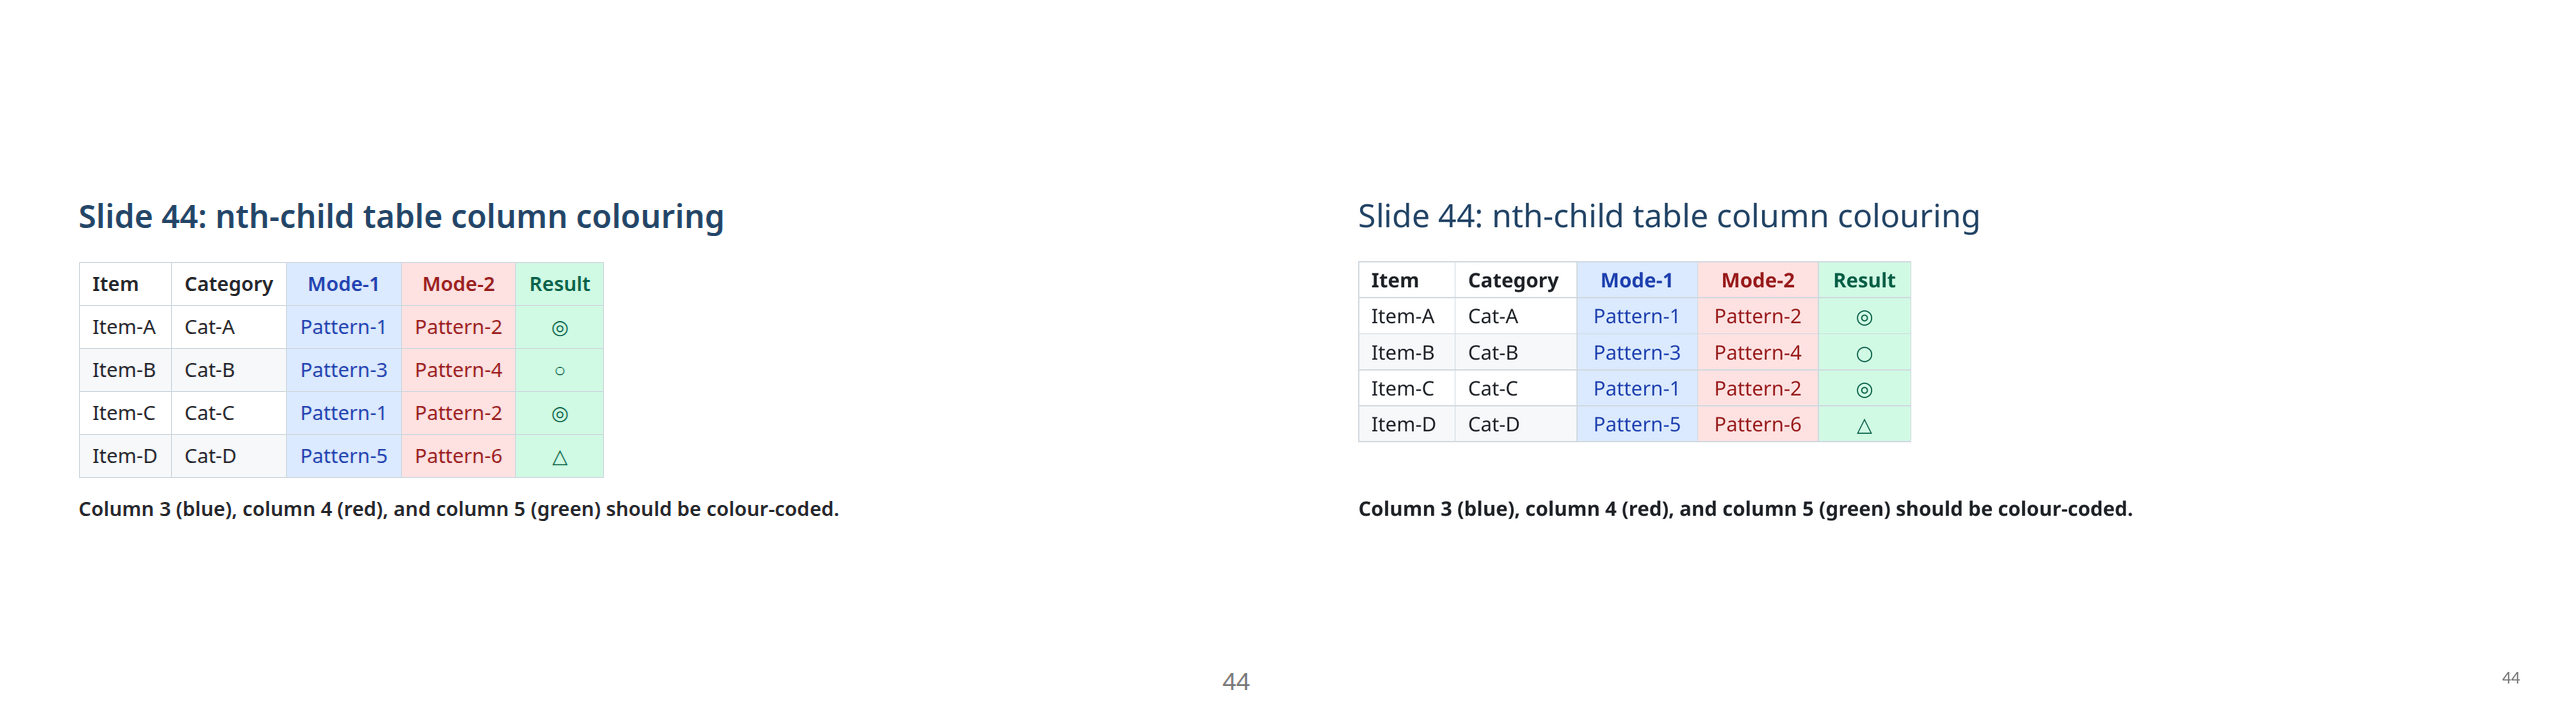 Slide 44: nth-child table column colouring
Item Category Mode-1 Mode-2 Result
Item-A Cat-A Pattern-1 Pattern-2 ◎
Item-B Cat-B Pattern-3 Pattern-4 ○
Item-C Cat-C Pattern-1 Pattern-2 ◎
Item-D Cat-D Pattern-5 Pattern-6 △
Column 3 (blue), column 4 (red), and column 5 (green) should be colour-coded.
44
Slide 44: nth-child table column colouring
Item Category Mode-1 Mode-2 Result
Item-A Cat-A Pattern-1 Pattern-2 ◎
Item-B Cat-B Pattern-3 Pattern-4 ○
Item-C Cat-C Pattern-1 Pattern-2 ◎
Item-D Cat-D Pattern-5 Pattern-6 △
Column 3 (blue), column 4 (red), and column 5 (green) should be colour-coded.
44